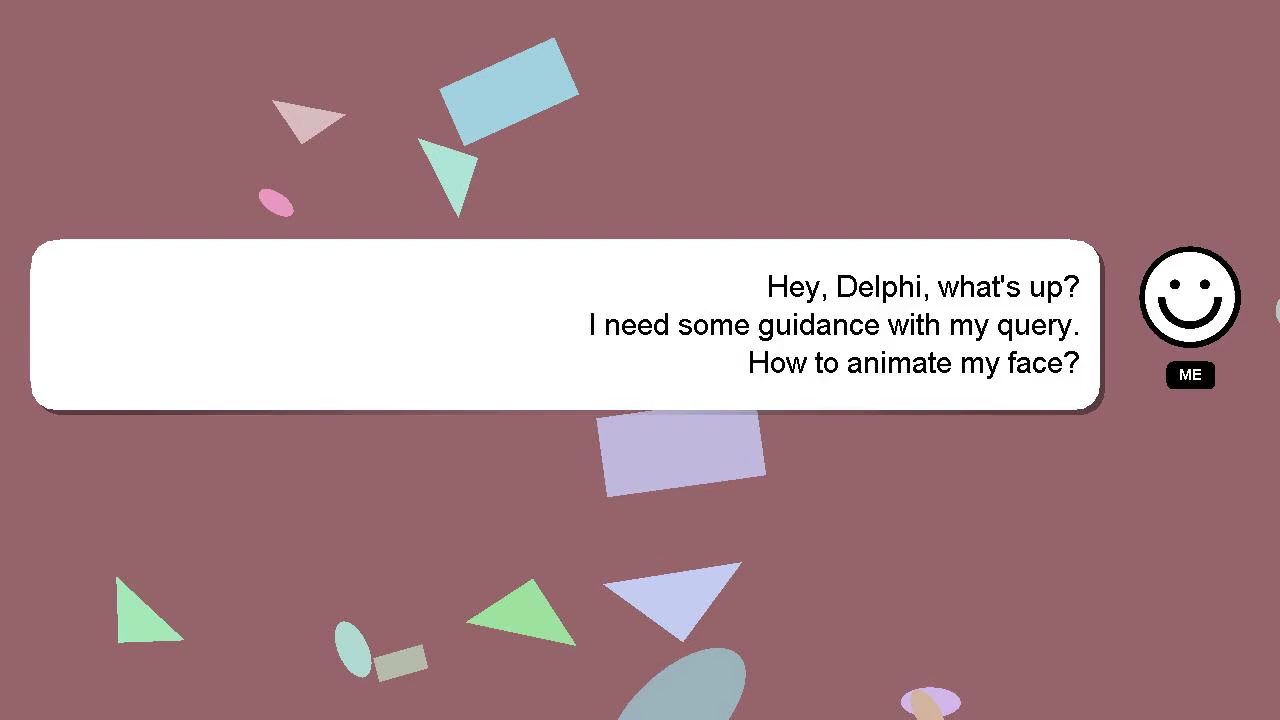 Hey, Delphi, what's up?
I need some guidance with my query.
How to animate my face?
ME